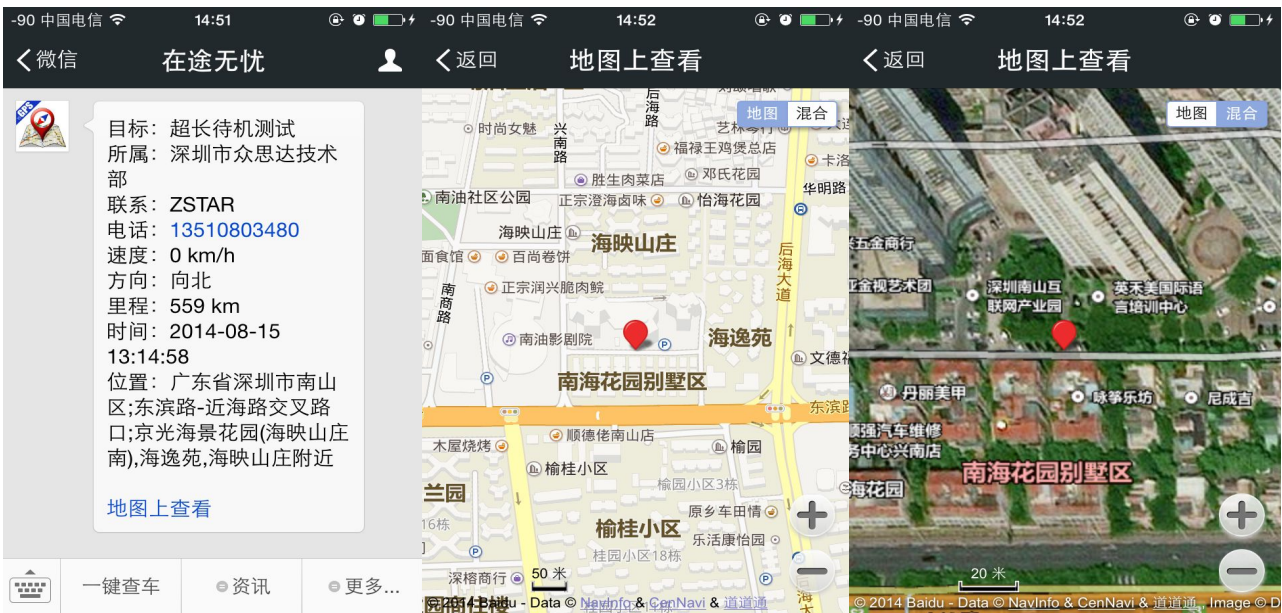 -90 中国电信 14:51
微信 在途无忧
GPS
目标：超长待机测试
所属：深圳市众思达技术
部
联系：ZSTAR
电话：13510803480
速度：0 km/h
方向：向北
里程：559 km
时间：2014-08-15
13:14:58
位置：广东省深圳市南山
区;东滨路-近海路交叉路
口;京光海景花园(海映山庄
南),海逸苑,海映山庄附近
地图上查看
一键查车
资讯
更多...
-90 中国电信 14:52
返回 地图上查看
地图 混合
后海路
时尚女魅
兴南路
福禄王鸡煲总店
卡洛
胜生肉菜店
邓氏花园
华明路
南油社区公园
正宗澄海卤味
怡海花园
海映山庄
海映山庄
面食馆
百尚卷饼
后海大道
南商路
正宗润兴脆肉鲩
南油影剧院
P
海逸苑
文德福
P
南海花园别墅区
东滨路
木屋烧烤
顺德佬南山店
榆园
榆桂小区
兰园
榆园小区3栋
16栋
原乡车田情
榆桂小区
乐活康怡园
P
桂园小区18栋
深榕商行
50 米
P
© 2014 Baidu - Data © NavInfo & CenNavi & 道道通
-90 中国电信 14:52
返回 地图上查看
地图 混合
五金商行
金视艺术团
深圳南山互
联网产业园
英禾美国际语
言培训中心
丹丽美甲
咏筝乐坊
尼成吉
顺强汽车维修
务中心兴南店
南海花园别墅区
海花园
20 米
© 2014 Baidu - Data © NavInfo & CenNavi & 道道通 , Image © D